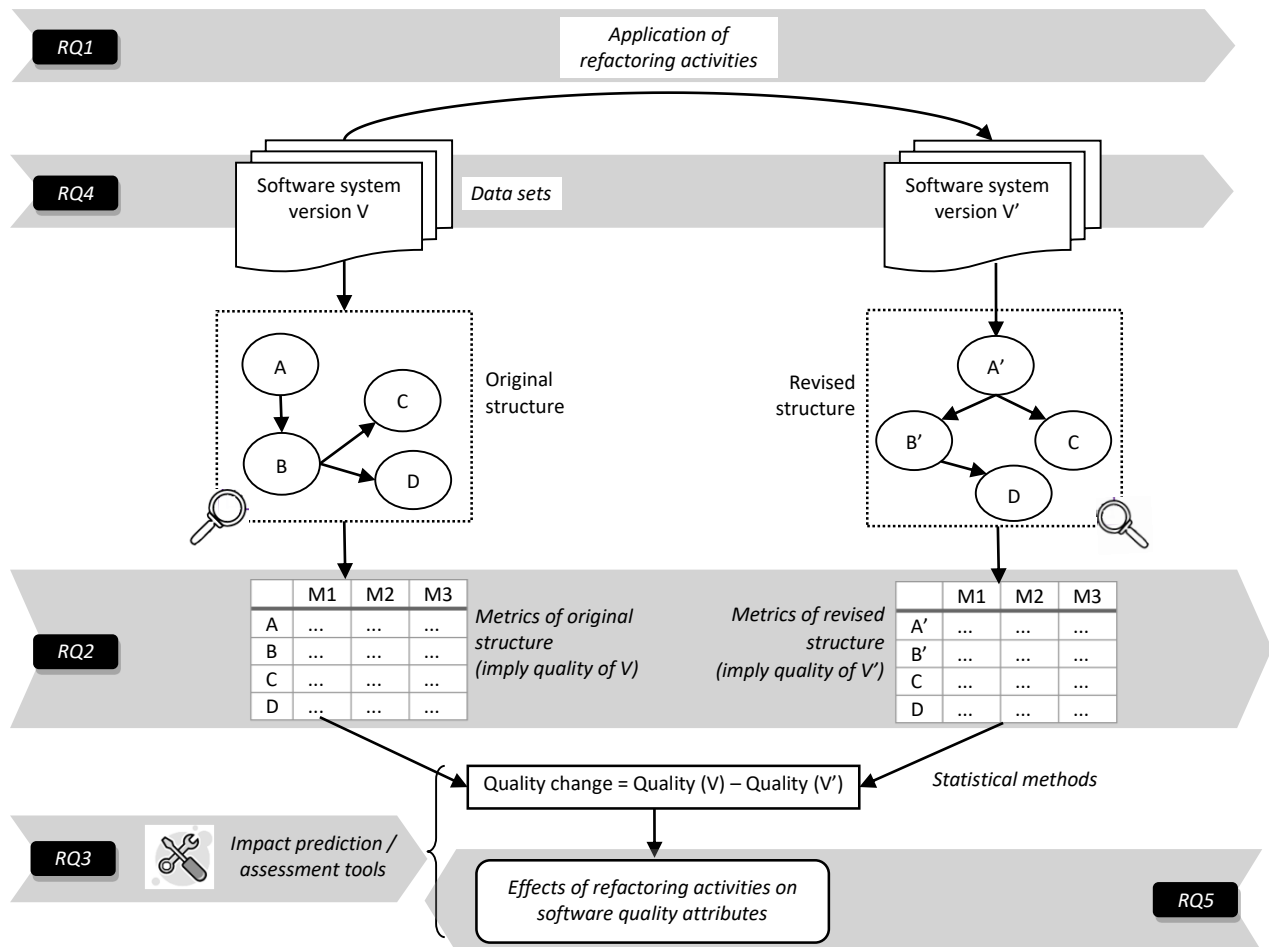 RQ1
Application of
refactoring activities
RQ4
Software system
version V
Data sets
Software system
version V’
A
B
C
D
Original
structure
Revised
structure
A’
B’
C
D
RQ2
M1 M2 M3
A ... ... ...
B ... ... ...
C ... ... ...
D ... ... ...
Metrics of original
structure
(imply quality of V)
Metrics of revised
structure
(imply quality of V’)
M1 M2 M3
A’ ... ... ...
B’ ... ... ...
C ... ... ...
D ... ... ...
Quality change = Quality (V) – Quality (V’)
Statistical methods
RQ3
Impact prediction /
assessment tools
Effects of refactoring activities on
software quality attributes
RQ5